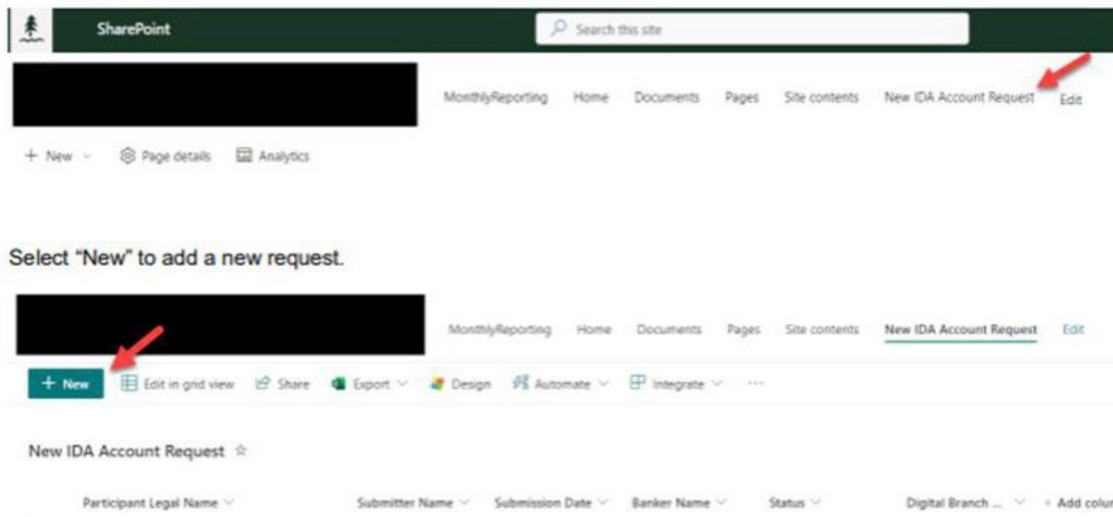 SharePoint Search this site
MonthlyReporting Home Documents Pages Site contents New IDA Account Request Edit
+ New Page details Analytics
Select “New” to add a new request.
MonthlyReporting Home Documents Pages Site contents New IDA Account Request Edit
+ New Edit in grid view Share Export Design Automate Integrate ...
New IDA Account Request
Participant Legal Name Submitter Name Submission Date Banker Name Status Digital Branch ... + Add colu